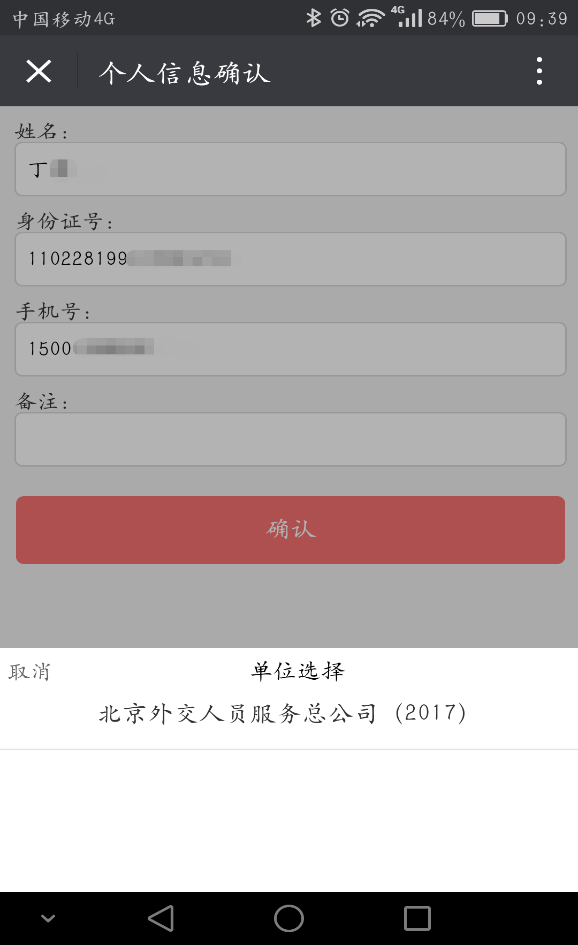 中国移动4G 4G 84% 09:39
个人信息确认
姓名:
丁
身份证号:
110228199
手机号:
1500
备注:
确认
取消 单位选择
北京外交人员服务总公司 (2017)